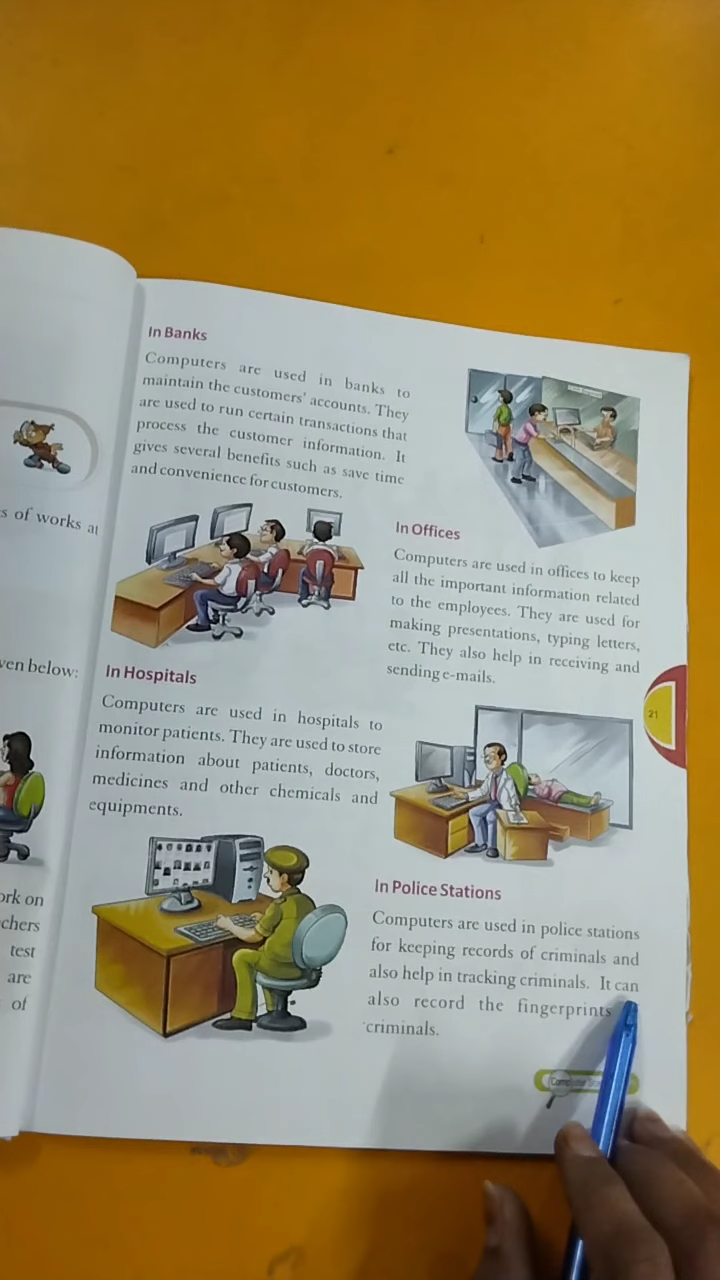 In Banks
Computers are used in banks to
maintain the customers' accounts. They
are used to run certain transactions that
process the customer information. It
gives several benefits such as save time
and convenience for customers.
In Offices
Computers are used in offices to keep
all the important information related
to the employees. They are used for
making presentations, typing letters,
etc. They also help in receiving and
sending e-mails.
In Hospitals
Computers are used in hospitals to
monitor patients. They are used to store
information about patients, doctors,
medicines and other chemicals and
equipments.
In Police Stations
Computers are used in police stations
for keeping records of criminals and
also help in tracking criminals. It can
also record the fingerprints
criminals.
21
s of works at
ven below:
ork on
chers
test
are
of